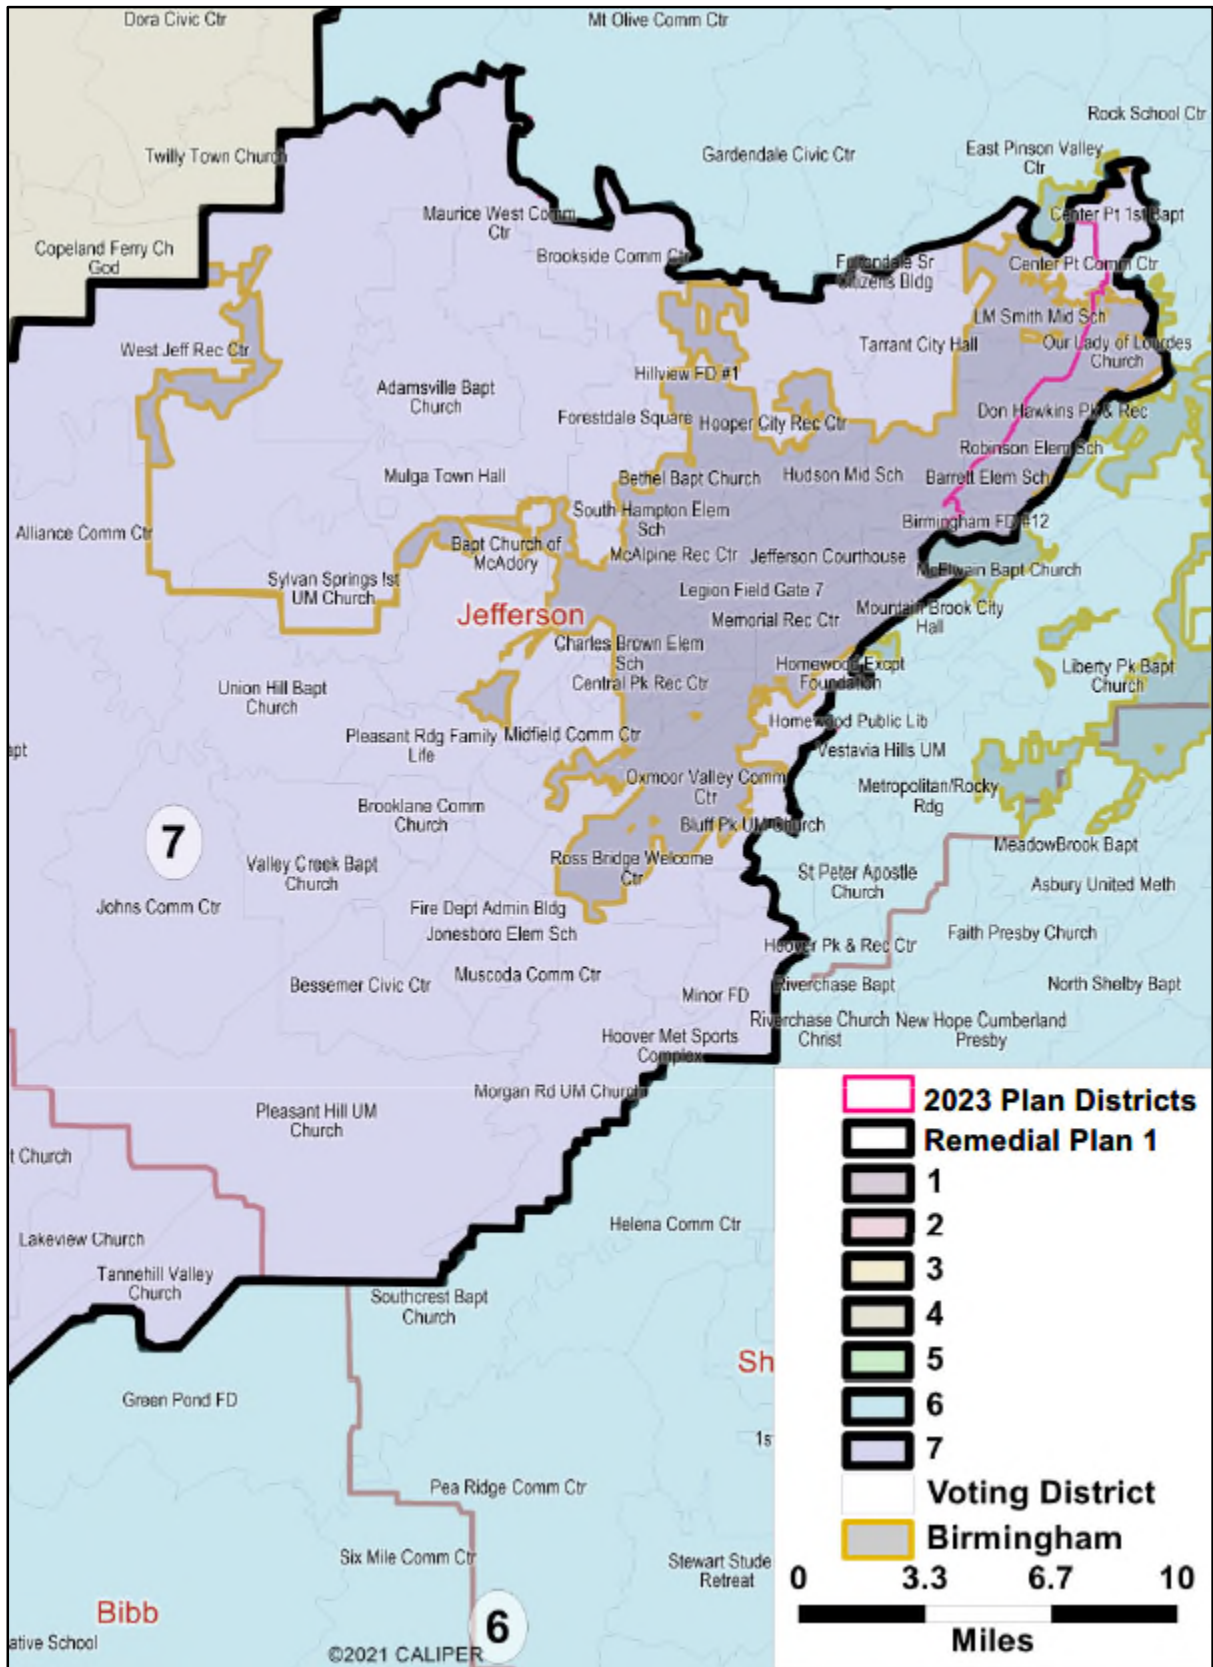 Dora Civic Ctr
Mt Olive Comm Ctr
Rock School Ctr
East Pinson Valley
Ctr
Twilly Town Church
Gardendale Civic Ctr
Maurice West Comm
Ctr
Center Pt 1st Bapt
Copeland Ferry Ch
God
Brookside Comm Ctr
Fultondale Sr
Citizens Bldg
Center Pt Comm Ctr
LM Smith Mid Sch
West Jeff Rec Ctr
Tarrant City Hall
Our Lady of Lourdes
Church
Hillview FD #1
Adamsville Bapt
Church
Forestdale Square
Hooper City Rec Ctr
Don Hawkins Pk & Rec
Robinson Elem Sch
Mulga Town Hall
Bethel Bapt Church
Hudson Mid Sch
Barrett Elem Sch
South Hampton Elem
Sch
Birmingham FD #12
Alliance Comm Ctr
Bapt Church of
McAdory
McAlpine Rec Ctr
Jefferson Courthouse
McElwain Bapt Church
Sylvan Springs !st
UM Church
Legion Field Gate 7
Jefferson
Memorial Rec Ctr
Mountain Brook City
Hall
Charles Brown Elem
Sch
Central Pk Rec Ctr
Homewood Excpt
Foundation
Liberty Pk Bapt
Church
Union Hill Bapt
Church
Homewood Public Lib
Pleasant Rdg Family
Life
Midfield Comm Ctr
Vestavia Hills UM
apt
Oxmoor Valley Comm
Ctr
Metropolitan/Rocky
Rdg
Brooklane Comm
Church
Bluff Pk UM Church
7
MeadowBrook Bapt
Valley Creek Bapt
Church
Ross Bridge Welcome
Ctr
St Peter Apostle
Church
Asbury United Meth
Johns Comm Ctr
Fire Dept Admin Bldg
Jonesboro Elem Sch
Hoover Pk & Rec Ctr
Faith Presby Church
Muscoda Comm Ctr
Bessemer Civic Ctr
Minor FD
Riverchase Bapt
North Shelby Bapt
Riverchase Church
Christ
New Hope Cumberland
Presby
Hoover Met Sports
Complex
Morgan Rd UM Church
Pleasant Hill UM
Church
t Church
Lakeview Church
Helena Comm Ctr
Tannehill Valley
Church
Southcrest Bapt
Church
Sh
Green Pond FD
1s
Pea Ridge Comm Ctr
Six Mile Comm Ctr
Stewart Stude
Retreat
Bibb
6
ative School
©2021 CALIPER
2023 Plan Districts
Remedial Plan 1
1
2
3
4
5
6
7
Voting District
Birmingham
0 3.3 6.7 10
Miles